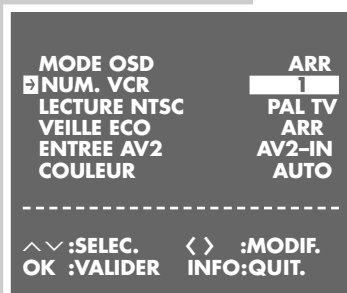 MODE OSD ARR
NUM. VCR 1
LECTURE NTSC PAL TV
VEILLE ECO ARR
ENTREE AV2 AV2–IN
COULEUR AUTO
:SELEC. :MODIF.
OK :VALIDER INFO:QUIT.